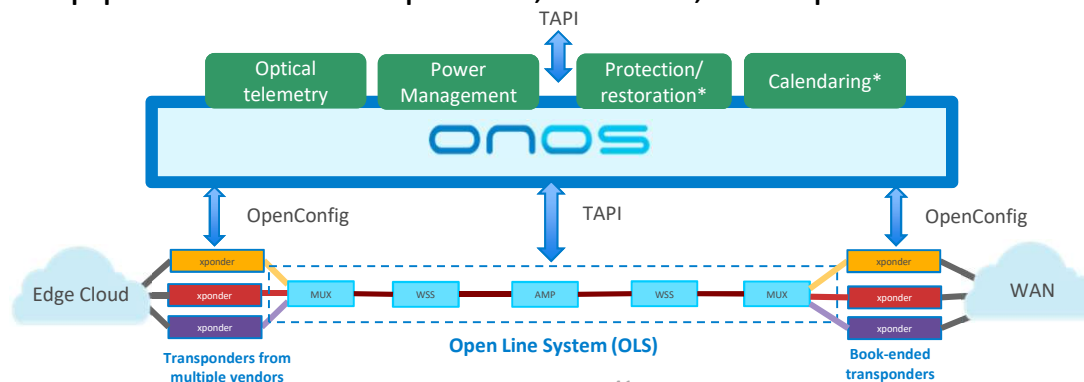 TAPI
Optical
telemetry
Power
Management
Protection/
restoration*
Calendaring*
onos
OpenConfig
TAPI
OpenConfig
Edge Cloud
xponder
xponder
xponder
MUX
WSS
AMP
WSS
MUX
xponder
xponder
xponder
WAN
Transponders from
multiple vendors
Open Line System (OLS)
Book-ended
transponders